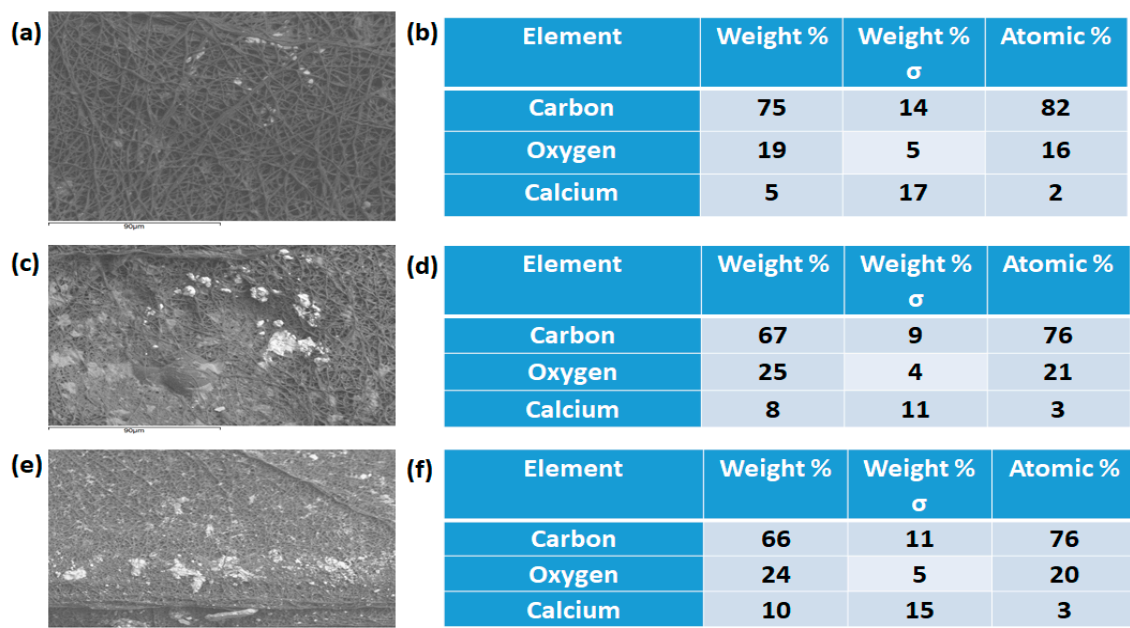 (a)
90µm
(b)
Element Weight % Weight % σ Atomic %
Carbon 75 14 82
Oxygen 19 5 16
Calcium 5 17 2
(c)
90µm
(d)
Element Weight % Weight % σ Atomic %
Carbon 67 9 76
Oxygen 25 4 21
Calcium 8 11 3
(e)
(f)
Element Weight % Weight % σ Atomic %
Carbon 66 11 76
Oxygen 24 5 20
Calcium 10 15 3